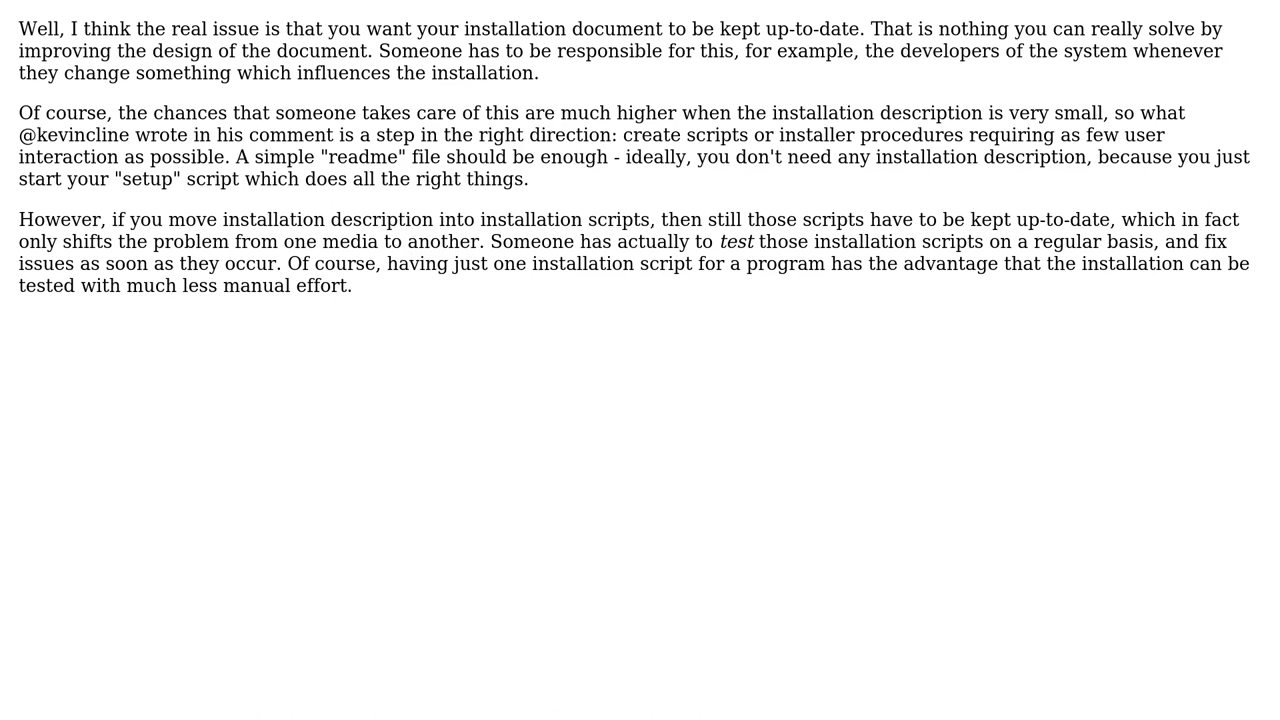 Well, I think the real issue is that you want your installation document to be kept up-to-date. That is nothing you can really solve by
improving the design of the document. Someone has to be responsible for this, for example, the developers of the system whenever
they change something which influences the installation.
Of course, the chances that someone takes care of this are much higher when the installation description is very small, so what
@kevincline wrote in his comment is a step in the right direction: create scripts or installer procedures requiring as few user
interaction as possible. A simple "readme" file should be enough - ideally, you don't need any installation description, because you just
start your "setup" script which does all the right things.
However, if you move installation description into installation scripts, then still those scripts have to be kept up-to-date, which in fact
only shifts the problem from one media to another. Someone has actually to test those installation scripts on a regular basis, and fix
issues as soon as they occur. Of course, having just one installation script for a program has the advantage that the installation can be
tested with much less manual effort.